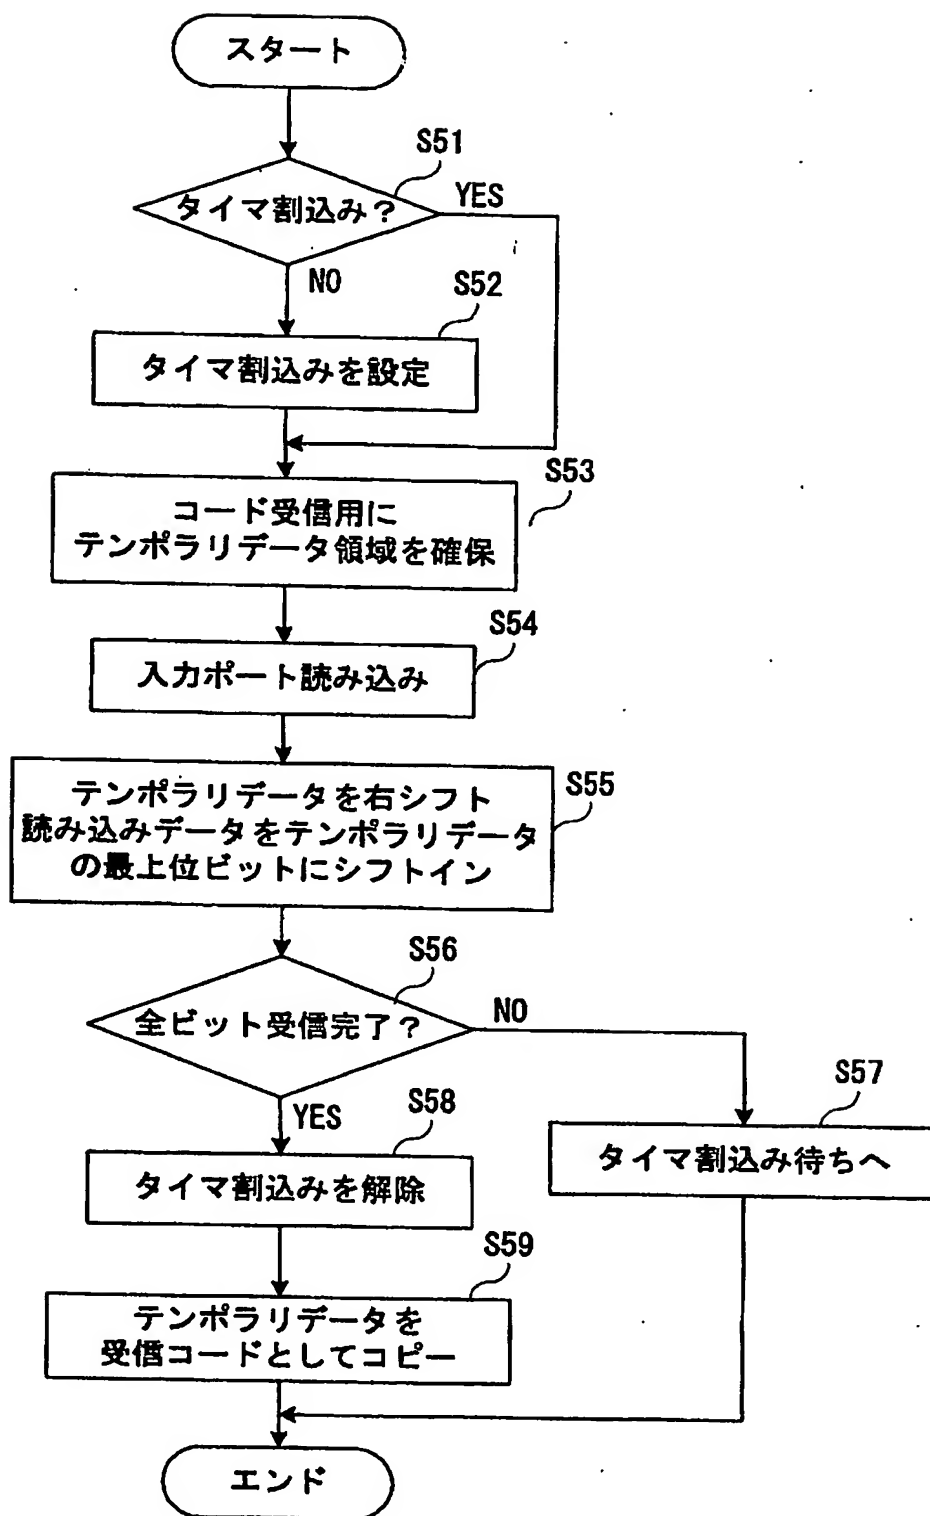 スタート
S51
タイマ割込み?
YES
NO
S52
タイマ割込みを設定
S53
コード受信用に
テンポラリデータ領域を確保
S54
入力ポート読み込み
S55
テンポラリデータを右シフト
読み込みデータをテンポラリデータ
の最上位ビットにシフトイン
S56
全ビット受信完了?
NO
YES
S57
タイマ割込み待ちへ
S58
タイマ割込みを解除
S59
テンポラリデータを
受信コードとしてコピー
エンド